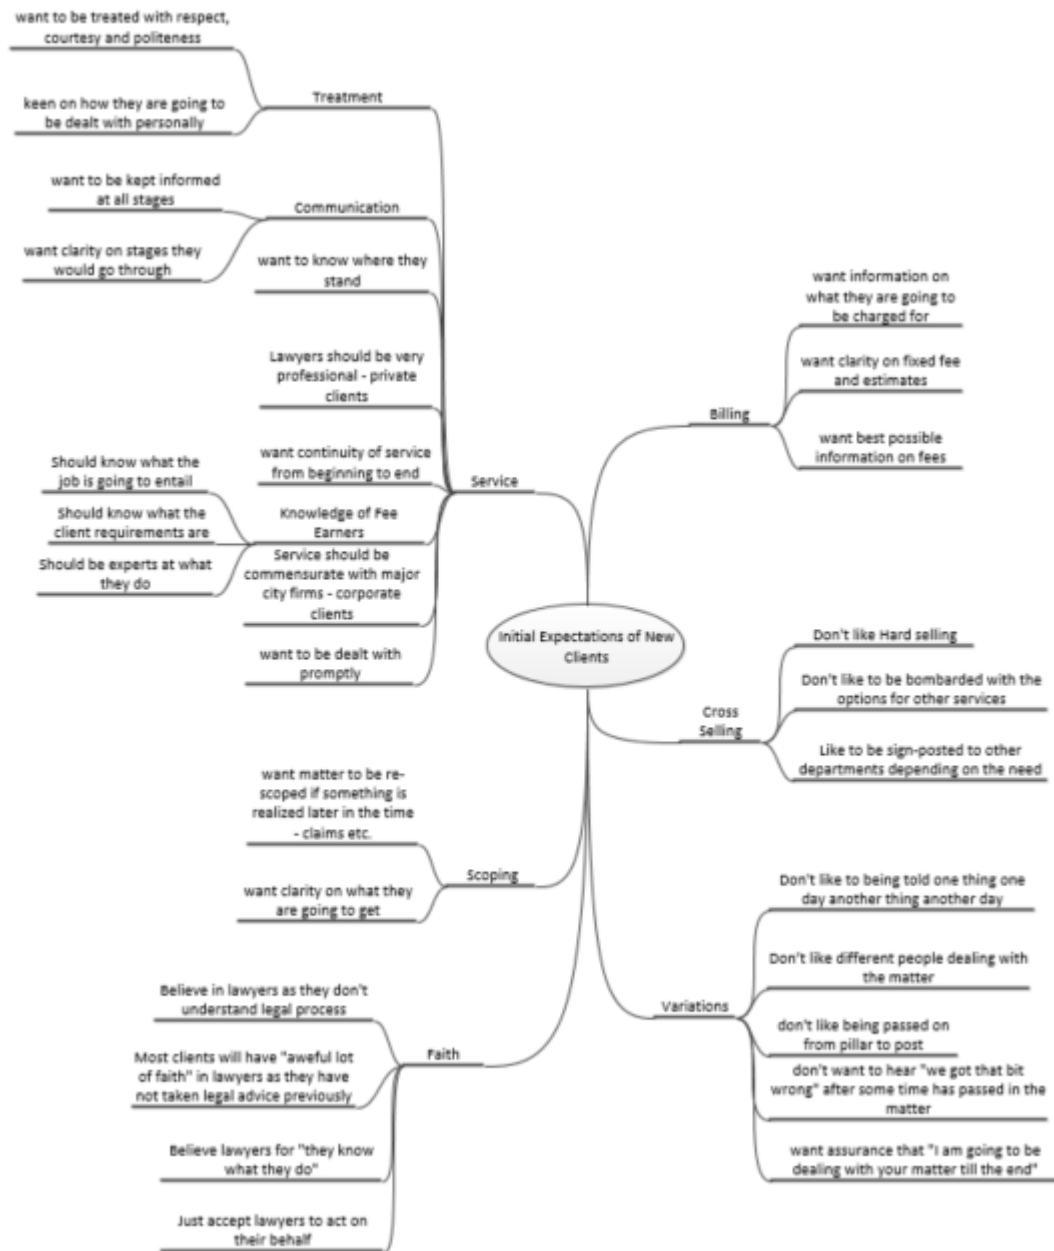 want to be treated with respect,
courtesy and politeness
keen on how they are going to
be dealt with personally
Treatment
want to be kept informed
at all stages
want clarity on stages they
would go through
Communication
want to know where they
stand
Lawyers should be very
professional - private
clients
want continuity of service
from beginning to end
Should know what the
job is going to entail
Should know what the
client requirements are
Should be experts at what
they do
Knowledge of Fee
Earners
Service should be
commensurate with major
city firms - corporate
clients
want to be dealt with
promptly
Service
want matter to be re-
scoped if something is
realized later in the time
- claims etc.
want clarity on what they
are going to get
Scoping
Believe in lawyers as they don't
understand legal process
Most clients will have "aweful lot
of faith" in lawyers as they have
not taken legal advice previously
Believe lawyers for "they know
what they do"
Just accept lawyers to act on
their behalf
Faith
Initial Expectations of New
Clients
Billing
want information on
what they are going to
be charged for
want clarity on fixed fee
and estimates
want best possible
information on fees
Cross
Selling
Don't like Hard selling
Don't like to be bombarded with the
options for other services
Like to be sign-posted to other
departments depending on the need
Variations
Don't like to being told one thing one
day another thing another day
Don't like different people dealing with
the matter
don't like being passed on
from pillar to post
don't want to hear "we got that bit
wrong" after some time has passed in the
matter
want assurance that "I am going to be
dealing with your matter till the end"